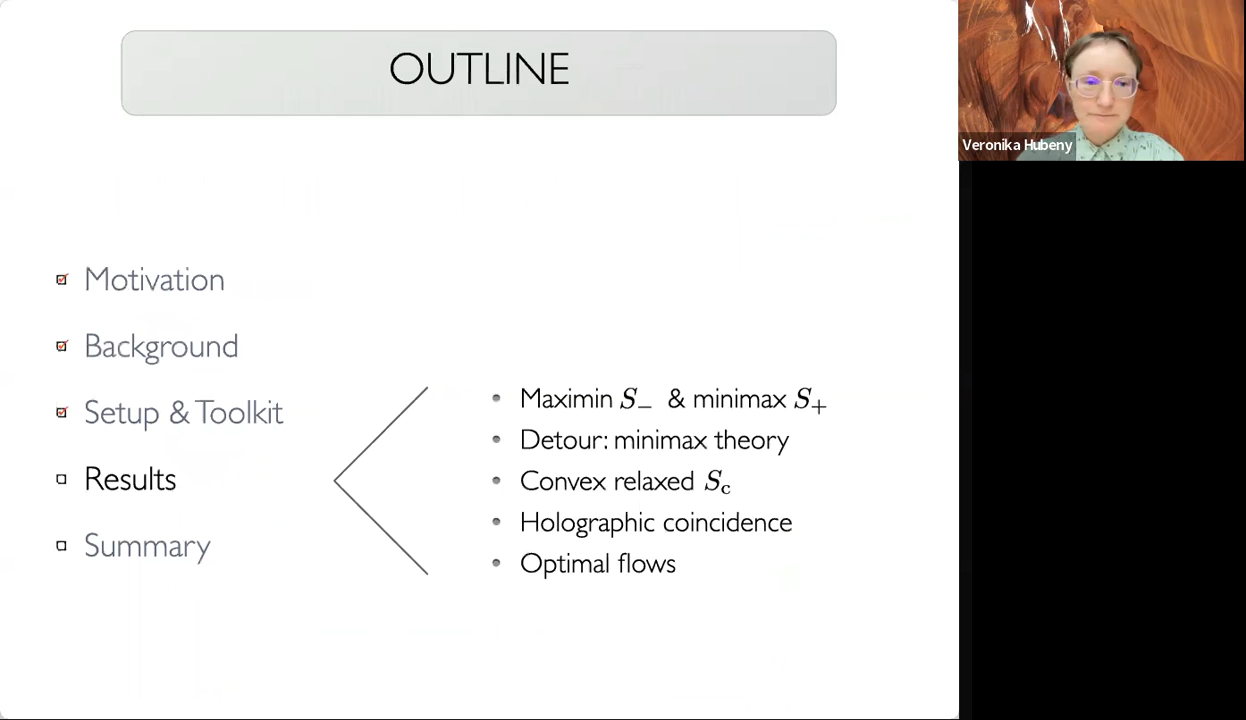 OUTLINE
Veronika Hubeny
Motivation
Background
Setup & Toolkit
Results
Summary
• Maximin S₋ & minimax S₊
• Detour: minimax theory
• Convex relaxed S_c
• Holographic coincidence
• Optimal flows